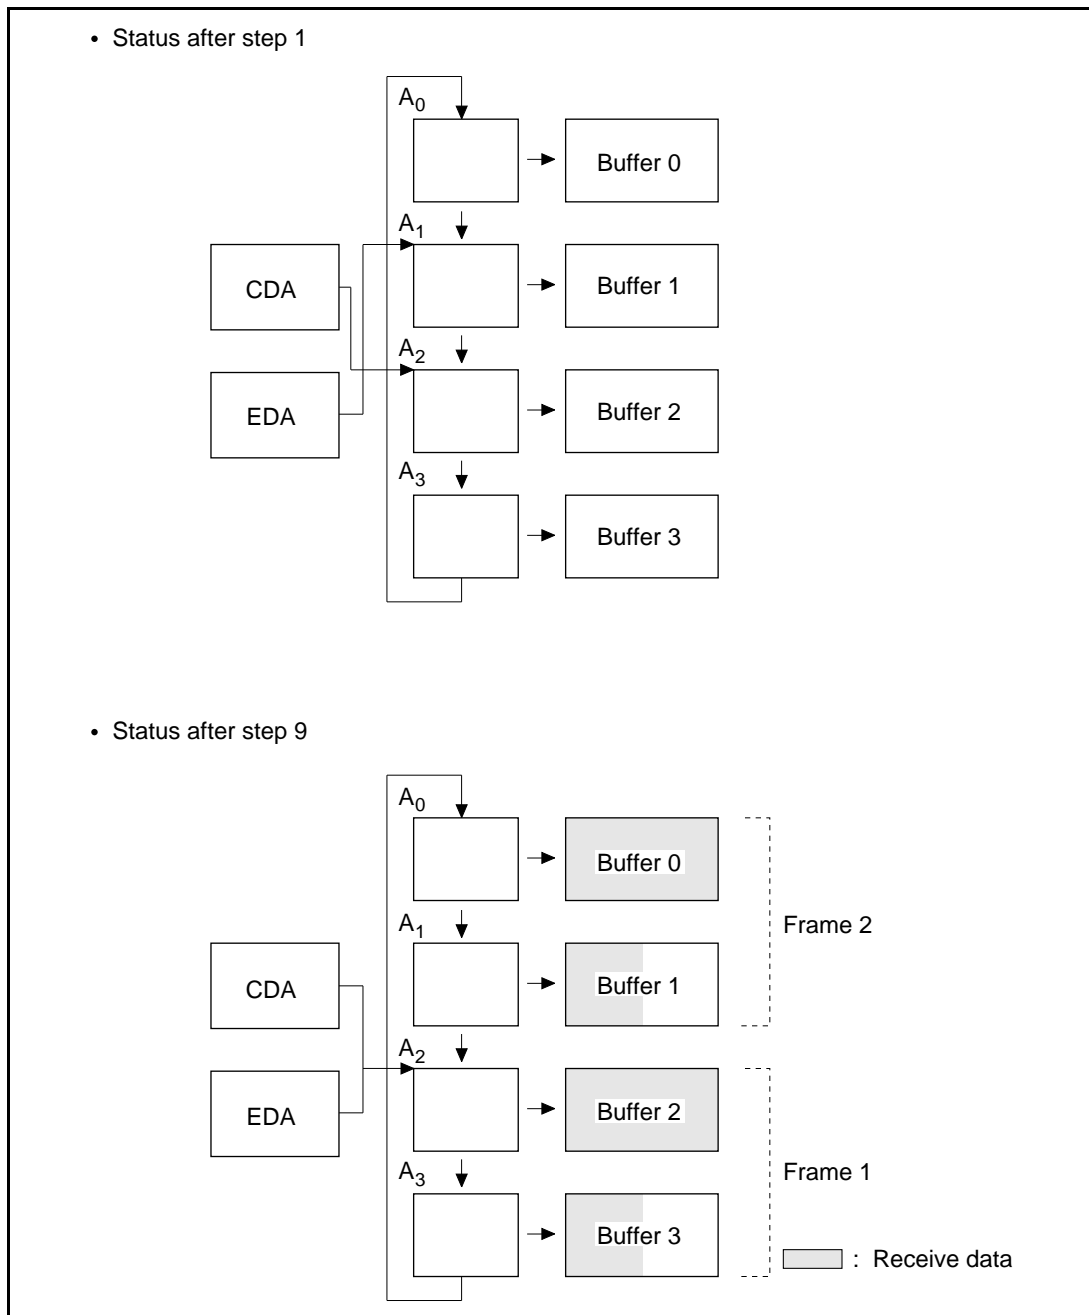 • Status after step 1
A0
Buffer 0
A1
CDA
Buffer 1
A2
EDA
Buffer 2
A3
Buffer 3
• Status after step 9
A0
Buffer 0
Frame 2
A1
CDA
Buffer 1
A2
EDA
Buffer 2
Frame 1
A3
Buffer 3
: Receive data